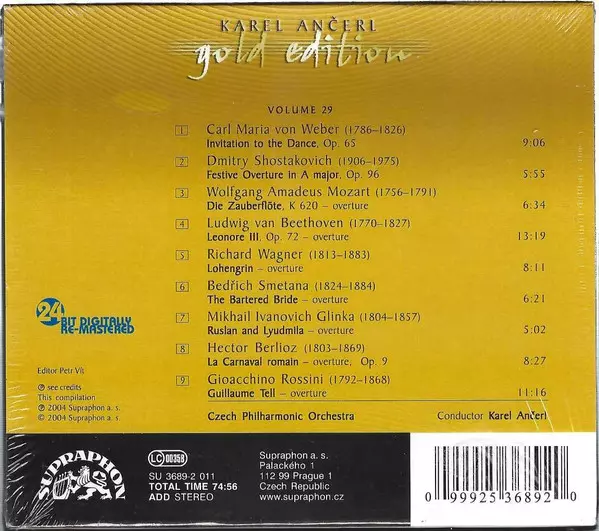 KAREL ANČERL
gold edition
VOLUME 29
1 Carl Maria von Weber (1786–1826)
Invitation to the Dance, Op. 65 9:06
2 Dmitry Shostakovich (1906–1975)
Festive Overture in A major, Op. 96 5:55
3 Wolfgang Amadeus Mozart (1756–1791)
Die Zauberflöte, K 620 – overture 6:34
4 Ludwig van Beethoven (1770–1827)
Leonore III, Op. 72 – overture 13:19
5 Richard Wagner (1813–1883)
Lohengrin – overture 8:11
6 Bedřich Smetana (1824–1884)
The Bartered Bride – overture 6:21
7 Mikhail Ivanovich Glinka (1804–1857)
Ruslan and Lyudmila – overture 5:02
8 Hector Berlioz (1803–1869)
La Carnaval romain – overture, Op. 9 8:27
9 Gioacchino Rossini (1792–1868)
Guillaume Tell – overture 11:16
Czech Philharmonic Orchestra Conductor Karel Ančerl
24
BIT DIGITALLY
RE-MASTERED
Editor Petr Vít
℗ see credits
This compilation
℗ 2004 Supraphon a. s.
© 2004 Supraphon a. s.
SUPRAPHON
LC 00358
SU 3689-2 011
TOTAL TIME 74:56
ADD STEREO
Supraphon a. s.
Palackého 1
112 99 Prague 1
Czech Republic
www.supraphon.cz
0 99925 36892 0